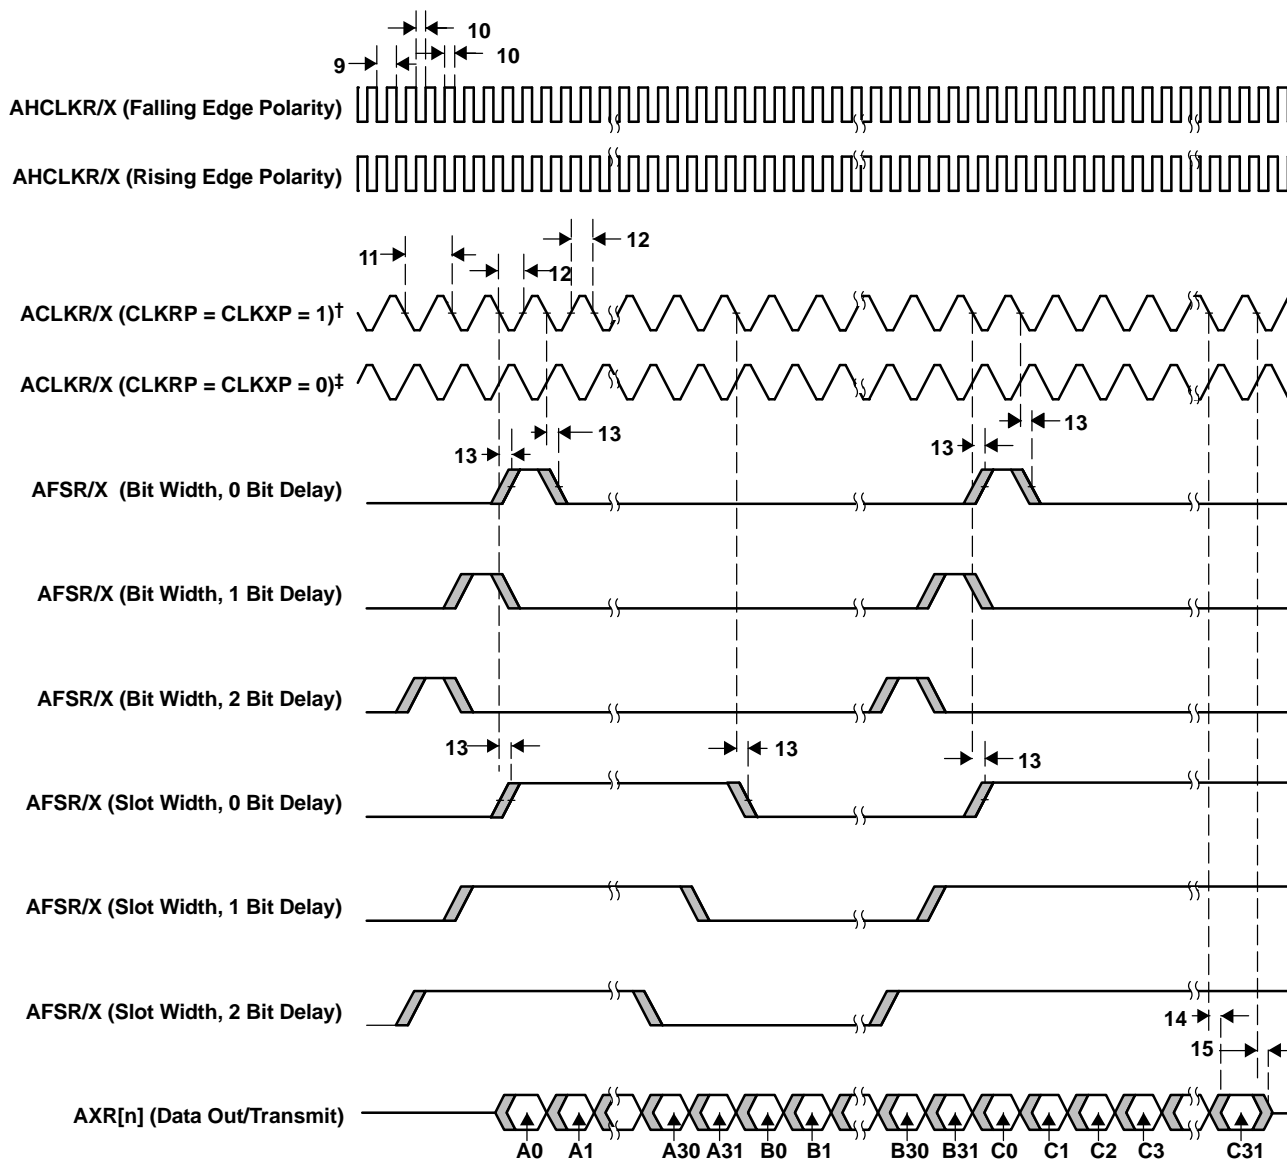 10
10
9
AHCLKR/X (Falling Edge Polarity)
AHCLKR/X (Rising Edge Polarity)
12
11
12
ACLKR/X (CLKRP = CLKXP = 1)†
ACLKR/X (CLKRP = CLKXP = 0)‡
13
13
13
13
AFSR/X (Bit Width, 0 Bit Delay)
AFSR/X (Bit Width, 1 Bit Delay)
AFSR/X (Bit Width, 2 Bit Delay)
13
13
13
AFSR/X (Slot Width, 0 Bit Delay)
AFSR/X (Slot Width, 1 Bit Delay)
AFSR/X (Slot Width, 2 Bit Delay)
14
15
AXR[n] (Data Out/Transmit)
A0 A1 A30 A31 B0 B1 B30 B31 C0 C1 C2 C3 C31